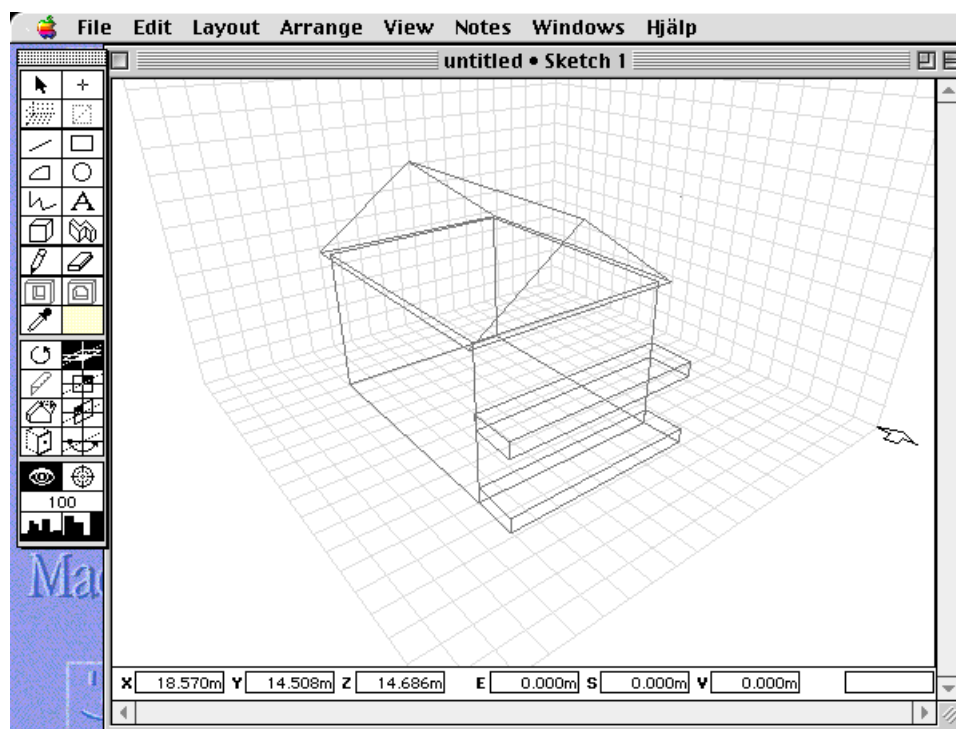 File Edit Layout Arrange View Notes Windows Hjälp
untitled • Sketch 1
A
100
Mac
X 18.570m Y 14.508m Z 14.686m E 0.000m S 0.000m V 0.000m